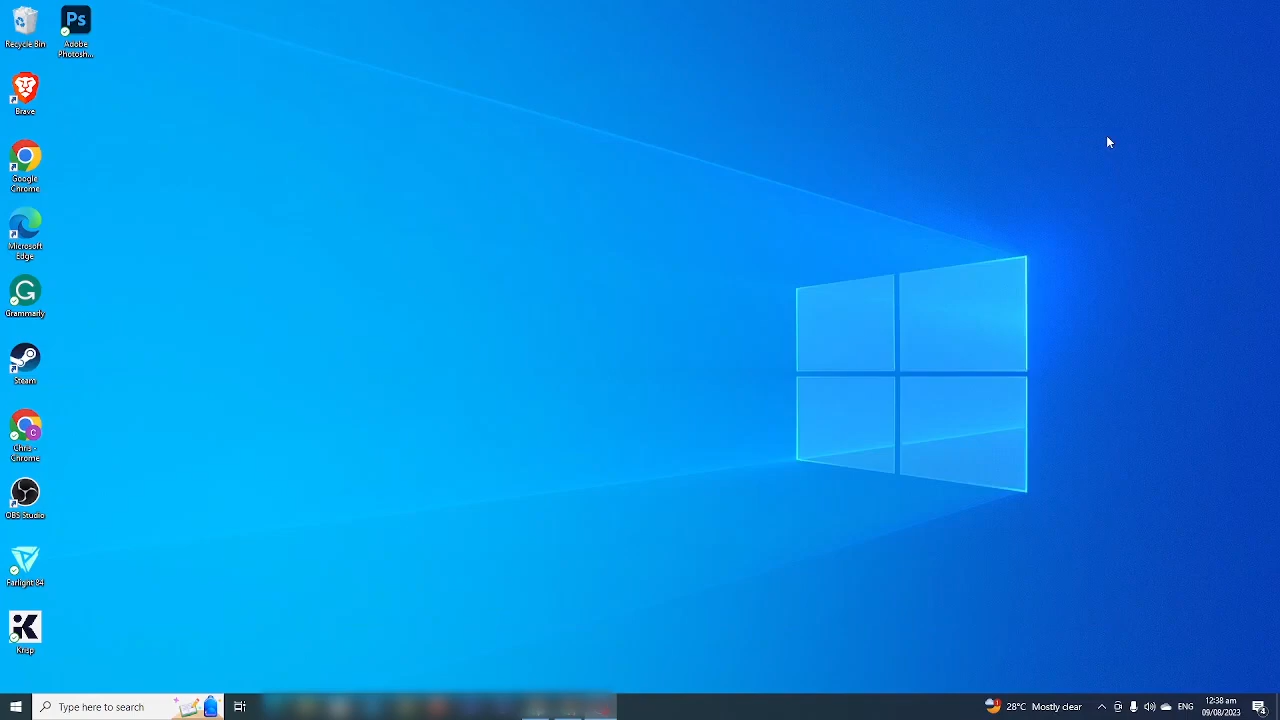 Recycle Bin
Ps
Adobe
Photosh...
Brave
Google
Chrome
Microsoft
Edge
Grammarly
Steam
C
Chris -
Chrome
OBS Studio
Farlight 84
Krisp
Type here to search
28°C Mostly clear
ENG
12:38 am
09/08/2023